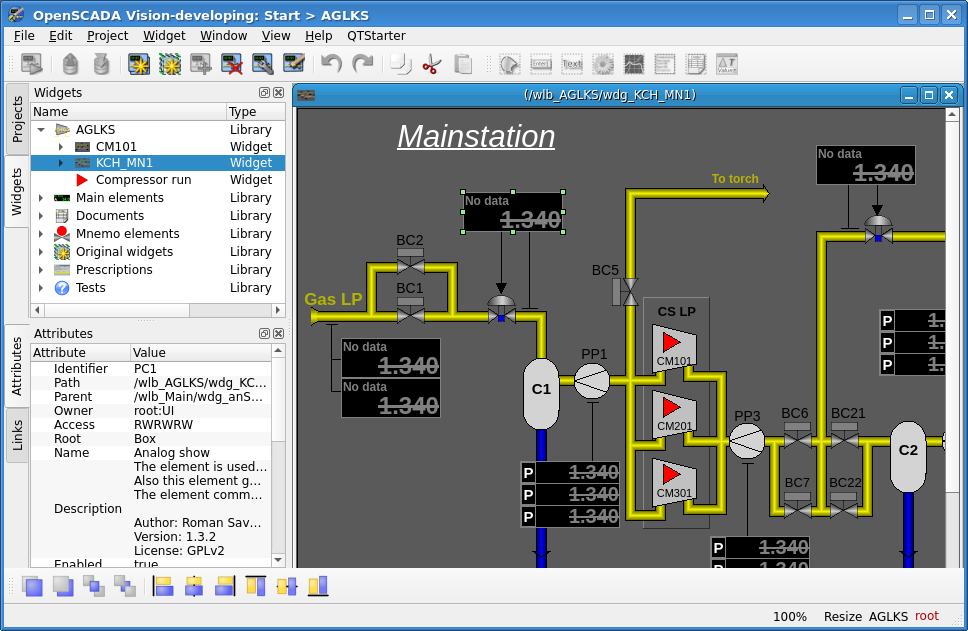 OpenSCADA Vision-developing: Start > AGLKS
File Edit Project Widget Window View Help QTStarter
Projects
Widgets
Attributes
Links
Widgets
Name Type
AGLKS Library
CM101 Widget
KCH_MN1 Widget
Compressor run Widget
Main elements Library
Documents Library
Mnemo elements Library
Original widgets Library
Prescriptions Library
Tests Library
Attributes
Attribute Value
Identifier PC1
Path /wlb_AGLKS/wdg_KC...
Parent /wlb_Main/wdg_anS...
Owner root:UI
Access RWRWRW
Root Box
Name Analog show
The element is used...
Also this element g...
The element comm...
Description
Author: Roman Sav...
Version: 1.3.2
License: GPLv2
Enabled true
(/wlb_AGLKS/wdg_KCH_MN1)
Mainstation
No data
1.340
To torch
No data
1.340
BC2
BC5
BC1
Gas LP
CS LP
P 1.
P 1.
P 1.
No data
1.340
No data
1.340
PP1
CM101
C1
CM201
PP3
BC6
BC21
C2
CM301
P 1.340
P 1.340
P 1.340
BC7
BC22
P 1.340
P 1.340
100% Resize AGLKS root